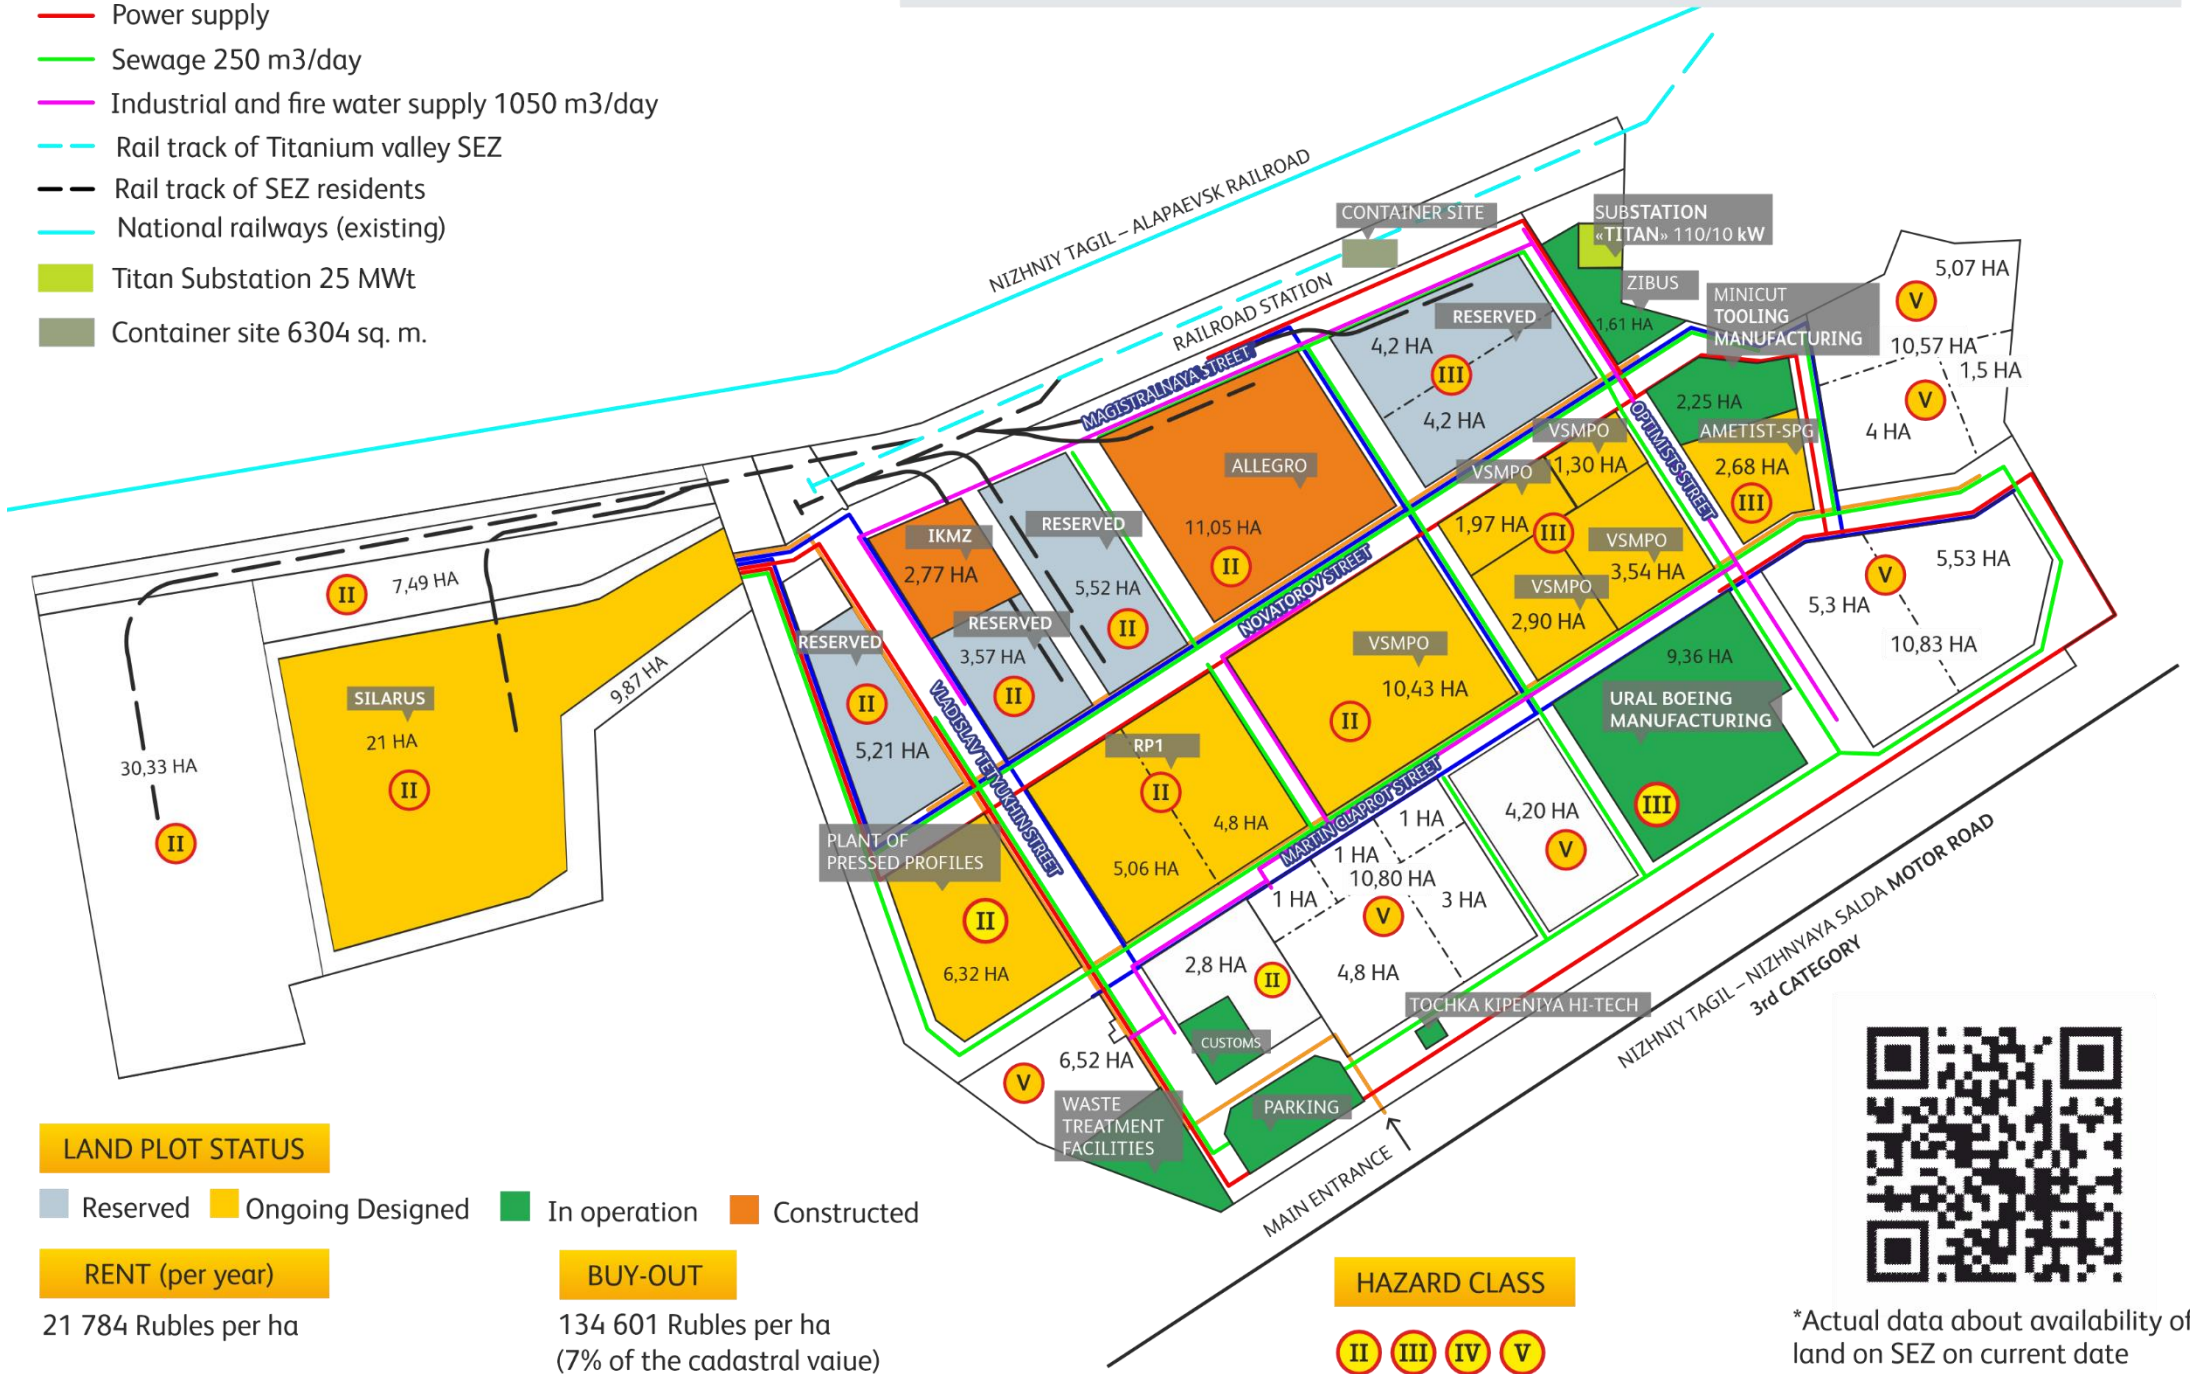 Power supply
Sewage 250 m3/day
Industrial and fire water supply 1050 m3/day
Rail track of Titanium valley SEZ
Rail track of SEZ residents
National railways (existing)
Titan Substation 25 MWt
Container site 6304 sq. m.
NIZHNIY TAGIL – ALAPAEVSK RAILROAD
CONTAINER SITE
RAILROAD STATION
MAGISTRALNAYA STREET
SUBSTATION
«TITAN» 110/10 kW
ZIBUS
1,61 HA
MINICUT
TOOLING
MANUFACTURING
2,25 HA
AMETIST-SPG
2,68 HA
III
5,07 HA
V
10,57 HA
1,5 HA
V
4 HA
RESERVED
4,2 HA
III
4,2 HA
OPTIMISTS STREET
VSMPO
1,30 HA
VSMPO
1,97 HA
III
VSMPO
3,54 HA
VSMPO
2,90 HA
ALLEGRO
11,05 HA
II
RESERVED
5,52 HA
II
IKMZ
2,77 HA
RESERVED
3,57 HA
II
NOVATOROV STREET
VSMPO
10,43 HA
II
V
5,53 HA
5,3 HA
10,83 HA
9,36 HA
URAL BOEING
MANUFACTURING
III
II
7,49 HA
SILARUS
21 HA
II
9,87 HA
30,33 HA
II
RESERVED
II
5,21 HA
VLADISLAV TETYUKHIN STREET
RP1
II
4,8 HA
5,06 HA
MARTIN CLAPROT STREET
PLANT OF
PRESSED PROFILES
II
6,32 HA
1 HA
1 HA
10,80 HA
1 HA
3 HA
V
4,8 HA
4,20 HA
V
2,8 HA
II
CUSTOMS
TOCHKA KIPENIYA HI-TECH
6,52 HA
V
WASTE
TREATMENT
FACILITIES
PARKING
MAIN ENTRANCE
NIZHNIY TAGIL – NIZHNYAYA SALDA MOTOR ROAD
3rd CATEGORY
LAND PLOT STATUS
Reserved
Ongoing Designed
In operation
Constructed
RENT (per year)
21 784 Rubles per ha
BUY-OUT
134 601 Rubles per ha
(7% of the cadastral vaiue)
HAZARD CLASS
II III IV V
*Actual data about availability of
land on SEZ on current date